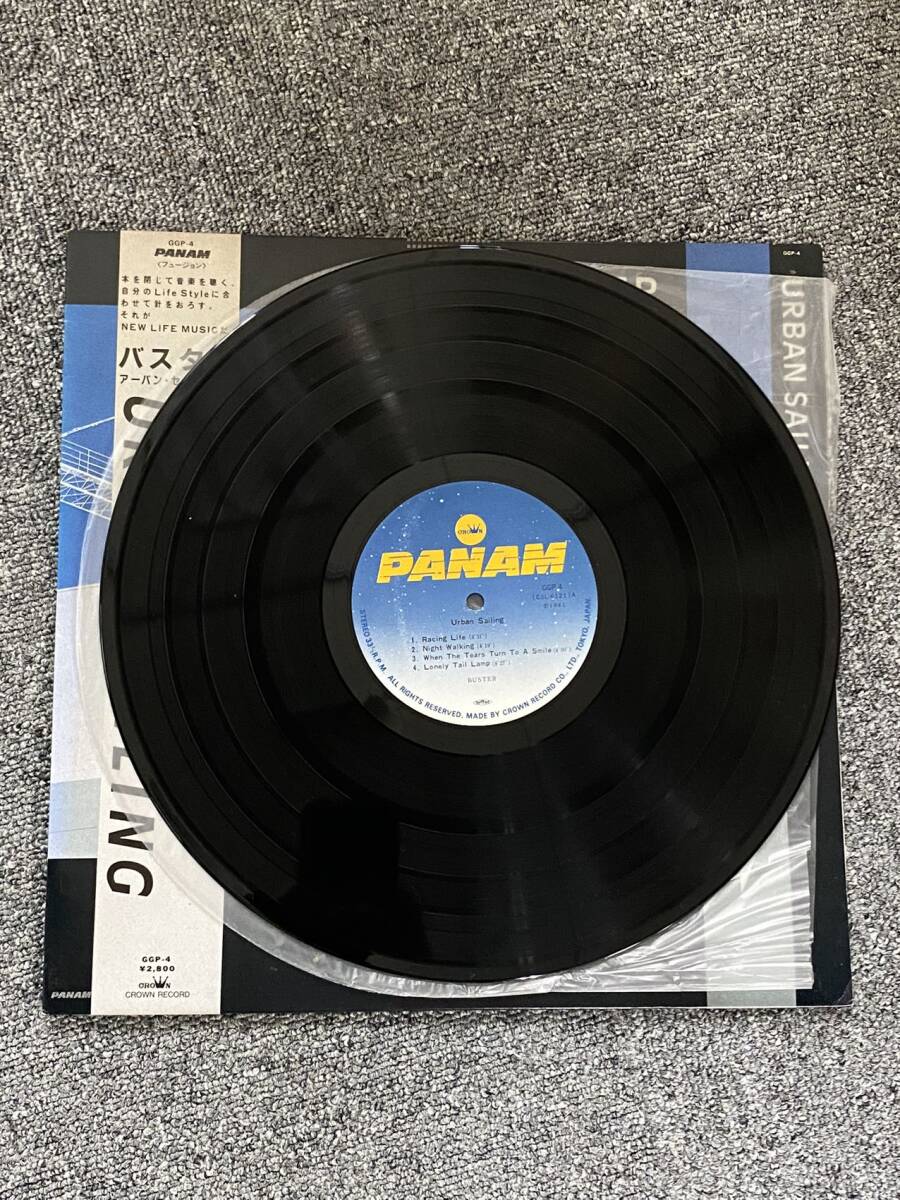 GGP-4
PANAM
〈フュージョン〉
本を閉じて音楽を聴く。
自分のLife Styleに合
わせて針をおろす。
それが
NEW LIFE MUSIC
バスタ
アーバン・セ
LING
GGP-4
¥2,800
CROWN
CROWN RECORD
PANAM
GGP-4
URBAN SAIL
CROWN
PANAM
GGP-4
Urban Sailing
1. Racing Life
2. Night Walking
3. When The Tears Turn To A Smile
4. Lonely Tail Lamp
BUSTER
STEREO 33⅓R.P.M. ALL RIGHTS RESERVED. MADE BY CROWN RECORD CO., LTD., TOKYO, JAPAN.